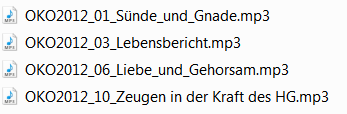 OKO2012_01_Sünde_und_Gnade.mp3
OKO2012_03_Lebensbericht.mp3
OKO2012_06_Liebe_und_Gehorsam.mp3
OKO2012_10_Zeugen in der Kraft des HG.mp3